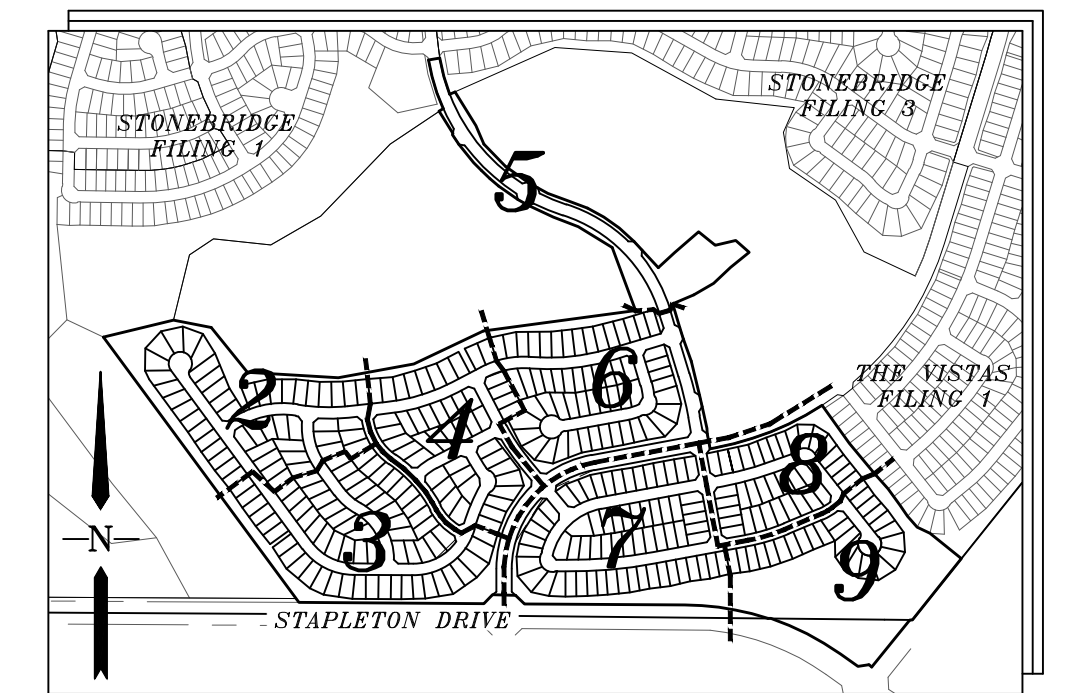 STONEBRIDGE
FILING 3
STONEBRIDGE
FILING 1
5
6
THE VISTAS
FILING 1
2
4
8
7
3
N
9
STAPLETON DRIVE